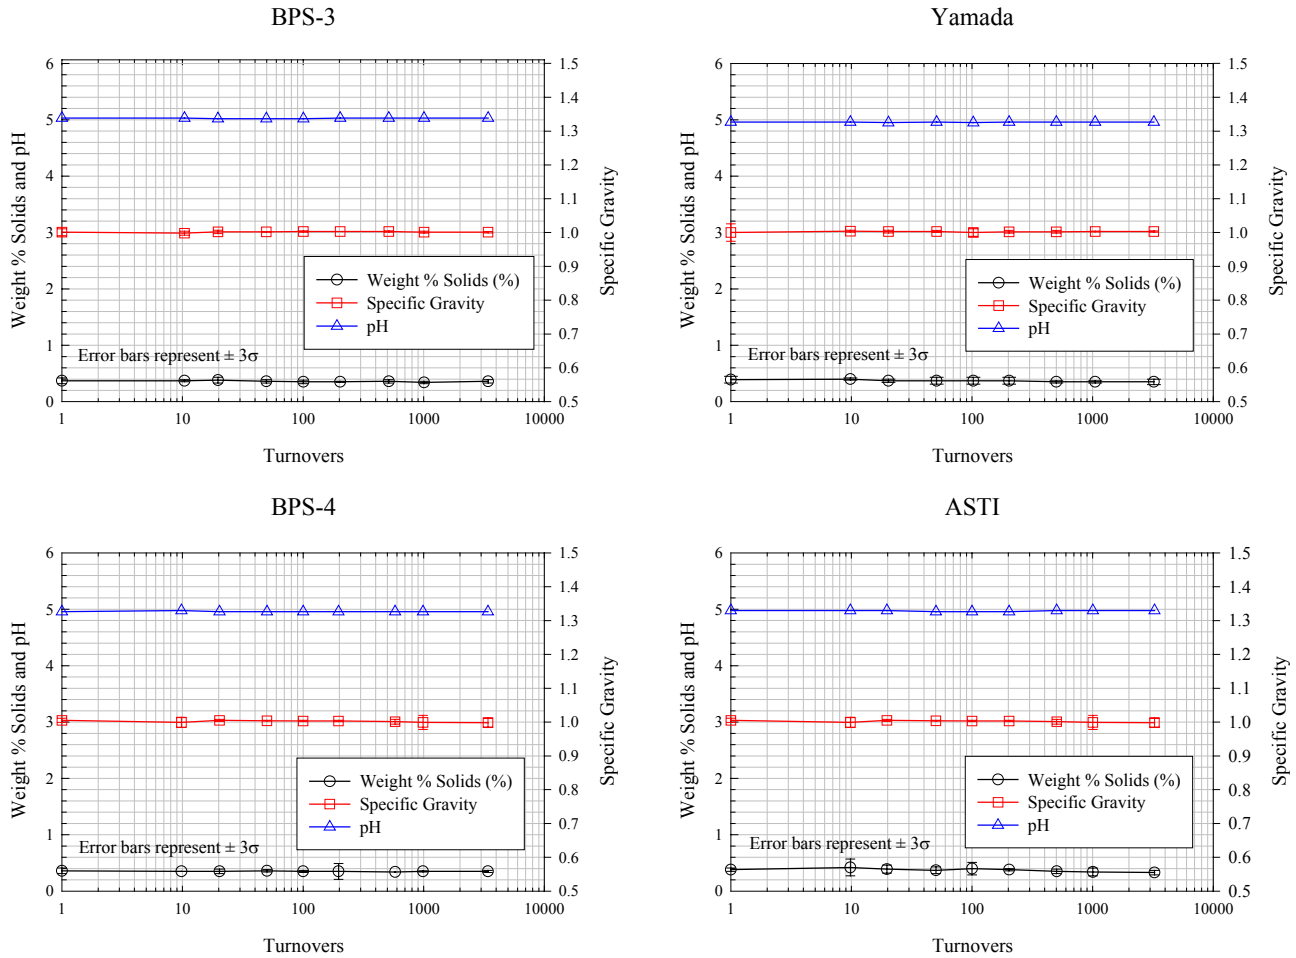 BPS-3
Weight % Solids and pH
6
5
4
3
2
1
0
1.5
1.4
1.3
1.2
1.1
1.0
0.9
0.8
0.7
0.6
0.5
Specific Gravity
Weight % Solids (%)
Specific Gravity
pH
Error bars represent ± 3σ
1 10 100 1000 10000
Turnovers
Yamada
Weight % Solids and pH
6
5
4
3
2
1
0
1.5
1.4
1.3
1.2
1.1
1.0
0.9
0.8
0.7
0.6
0.5
Specific Gravity
Weight % Solids (%)
Specific Gravity
pH
Error bars represent ± 3σ
1 10 100 1000 10000
Turnovers
BPS-4
Weight % Solids and pH
6
5
4
3
2
1
0
1.5
1.4
1.3
1.2
1.1
1.0
0.9
0.8
0.7
0.6
0.5
Specific Gravity
Weight % Solids (%)
Specific Gravity
pH
Error bars represent ± 3σ
1 10 100 1000 10000
Turnovers
ASTI
Weight % Solids and pH
6
5
4
3
2
1
0
1.5
1.4
1.3
1.2
1.1
1.0
0.9
0.8
0.7
0.6
0.5
Specific Gravity
Weight % Solids (%)
Specific Gravity
pH
Error bars represent ± 3σ
1 10 100 1000 10000
Turnovers